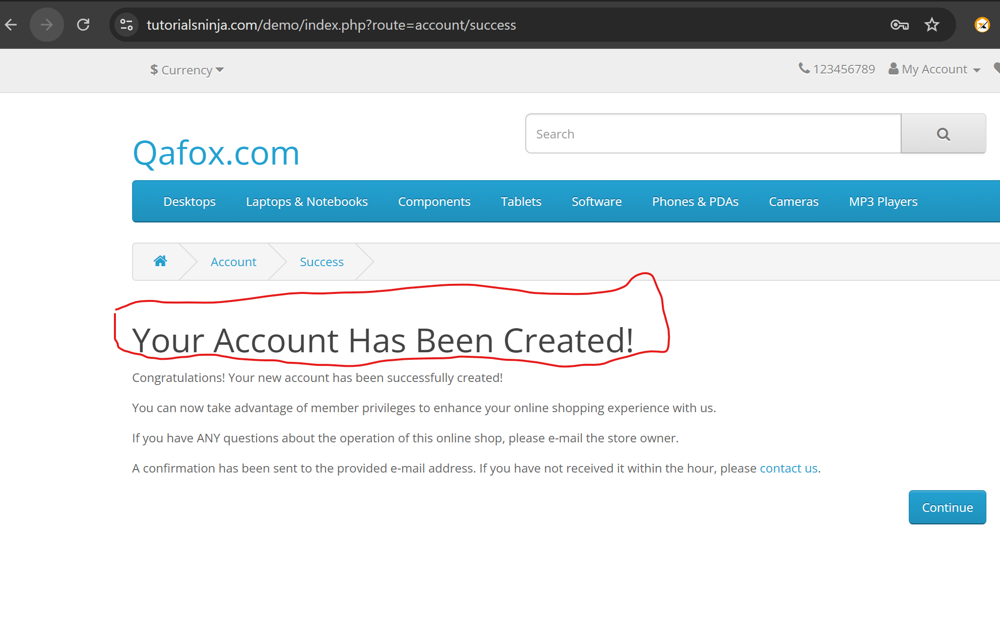 tutorialsninja.com/demo/index.php?route=account/success
$ Currency
123456789 My Account
Search
Qafox.com
Desktops Laptops & Notebooks Components Tablets Software Phones & PDAs Cameras MP3 Players
Account Success
Your Account Has Been Created!
Congratulations! Your new account has been successfully created!
You can now take advantage of member privileges to enhance your online shopping experience with us.
If you have ANY questions about the operation of this online shop, please e-mail the store owner.
A confirmation has been sent to the provided e-mail address. If you have not received it within the hour, please contact us.
Continue